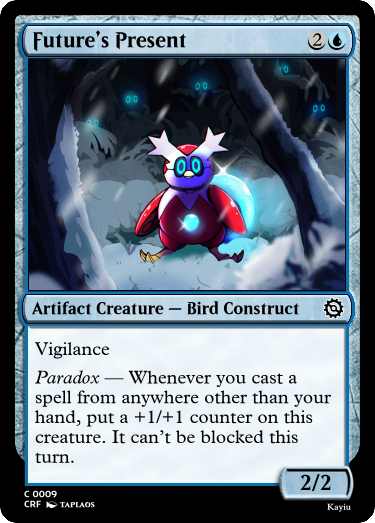 Future's Present 2
Artifact Creature — Bird Construct
Vigilance
Paradox — Whenever you cast a
spell from anywhere other than your
hand, put a +1/+1 counter on this
creature. It can't be blocked this
turn.
2/2
C 0009
CRF TAPLAOS
Kayiu